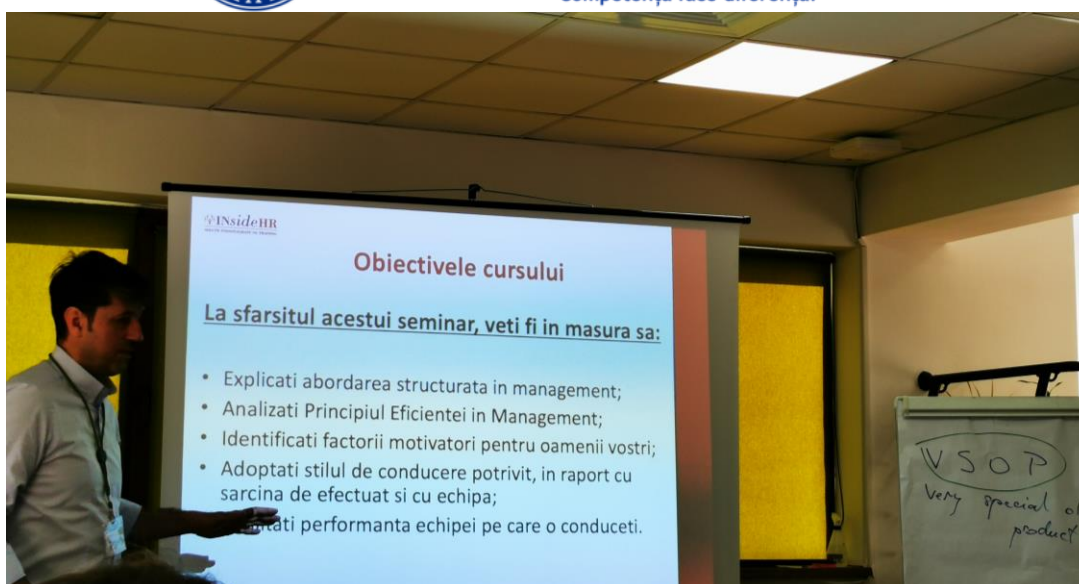 INsideHR
Obiectivele cursului
La sfarsitul acestui seminar, veti fi in masura sa:
• Explicati abordarea structurata in management;
• Analizati Principiul Eficientei in Management;
• Identificati factorii motivatori pentru oamenii vostri;
• Adoptati stilul de conducere potrivit, in raport cu
sarcina de efectuat si cu echipa;
performanta echipei pe care o conduceti.
VSOP
Very special
product